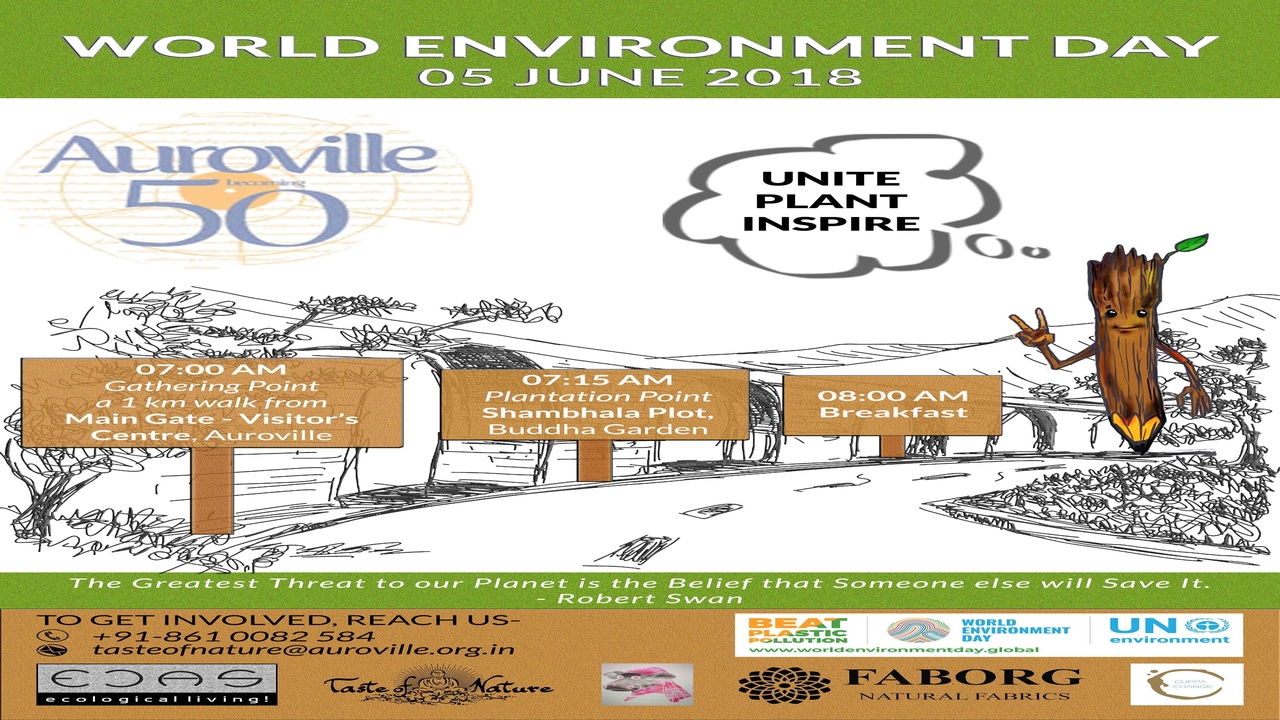 WORLD ENVIRONMENT DAY
05 JUNE 2018
Auroville
becoming
50
UNITE
PLANT
INSPIRE
07:00 AM
Gathering Point
a 1 km walk from
Main Gate - Visitor's
Centre, Auroville
07:15 AM
Plantation Point
Shambhala Plot,
Buddha Garden
08:00 AM
Breakfast
The Greatest Threat to our Planet is the Belief that Someone else will Save It.
- Robert Swan
TO GET INVOLVED, REACH US-
+91-861 0082 584
tasteofnature@auroville.org.in
BEAT
PLASTIC
POLLUTION
WORLD
ENVIRONMENT
DAY
UN
environment
www.worldenvironmentday.global
ecological living!
Taste of Nature
FABORG
NATURAL FABRICS
CUPPA
CHANGE